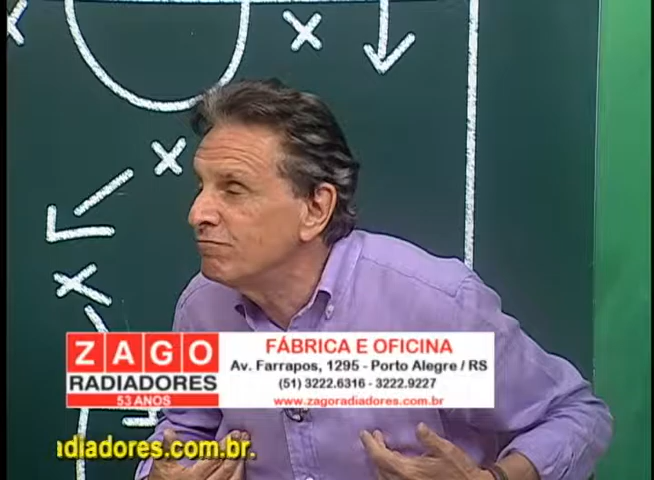 ZAGO
RADIADORES
53 ANOS
FÁBRICA E OFICINA
Av. Farrapos, 1295 - Porto Alegre / RS
(51) 3222.6316 - 3222.9227
www.zagoradiadores.com.br
adiadores.com.br